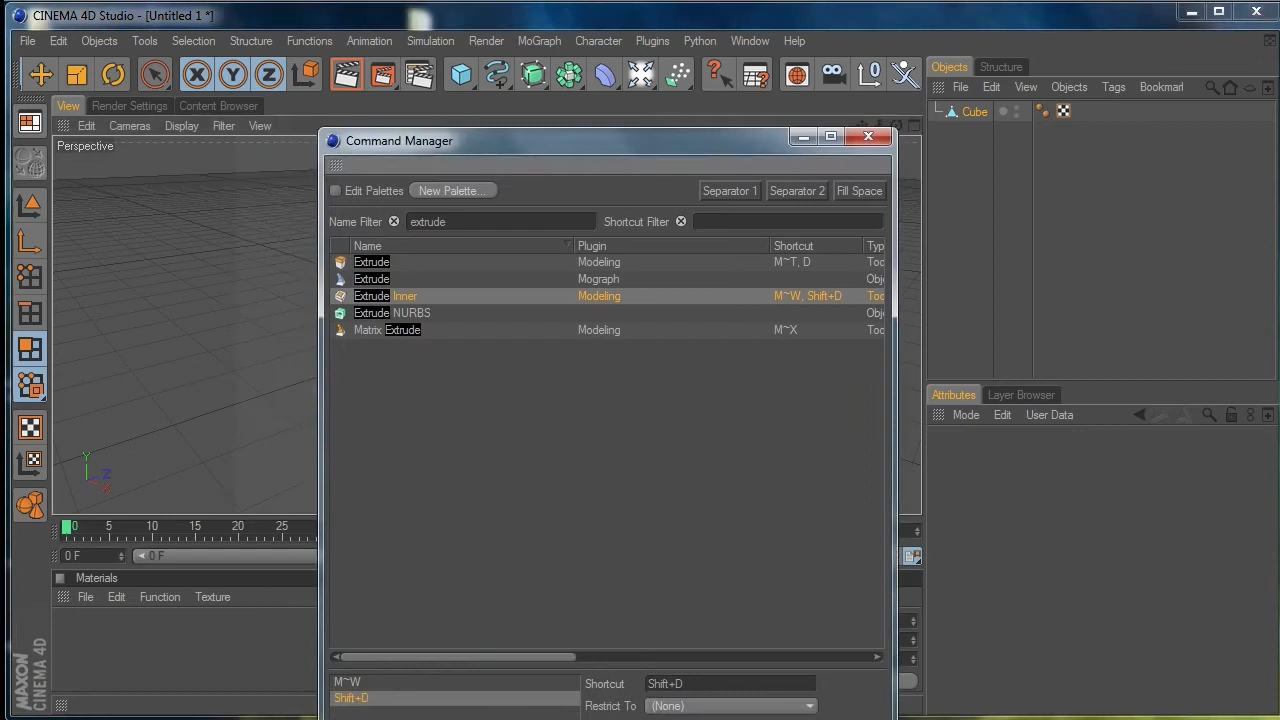 CINEMA 4D Studio - [Untitled 1 *]
File Edit Objects Tools Selection Structure Functions Animation Simulation Render MoGraph Character Plugins Python Window Help
X Y Z
Objects Structure
File Edit View Objects Tags Bookmar
View Render Settings Content Browser
Edit Cameras Display Filter View
Cube
Perspective
Command Manager
Edit Palettes New Palette... Separator 1 Separator 2 Fill Space
Name Filter extrude Shortcut Filter
Name Plugin Shortcut Typ
Extrude Modeling M~T, D Too
Extrude Mograph Obj
Extrude Inner Modeling M~W, Shift+D Too
Extrude NURBS Obj
Matrix Extrude Modeling M~X Too
Attributes Layer Browser
Mode Edit User Data
Y Z X
0 5 10 15 20 25
0 F 0 F
Materials
File Edit Function Texture
M~W
Shift+D
Shortcut Shift+D
Restrict To (None)
MAXON
CINEMA 4D